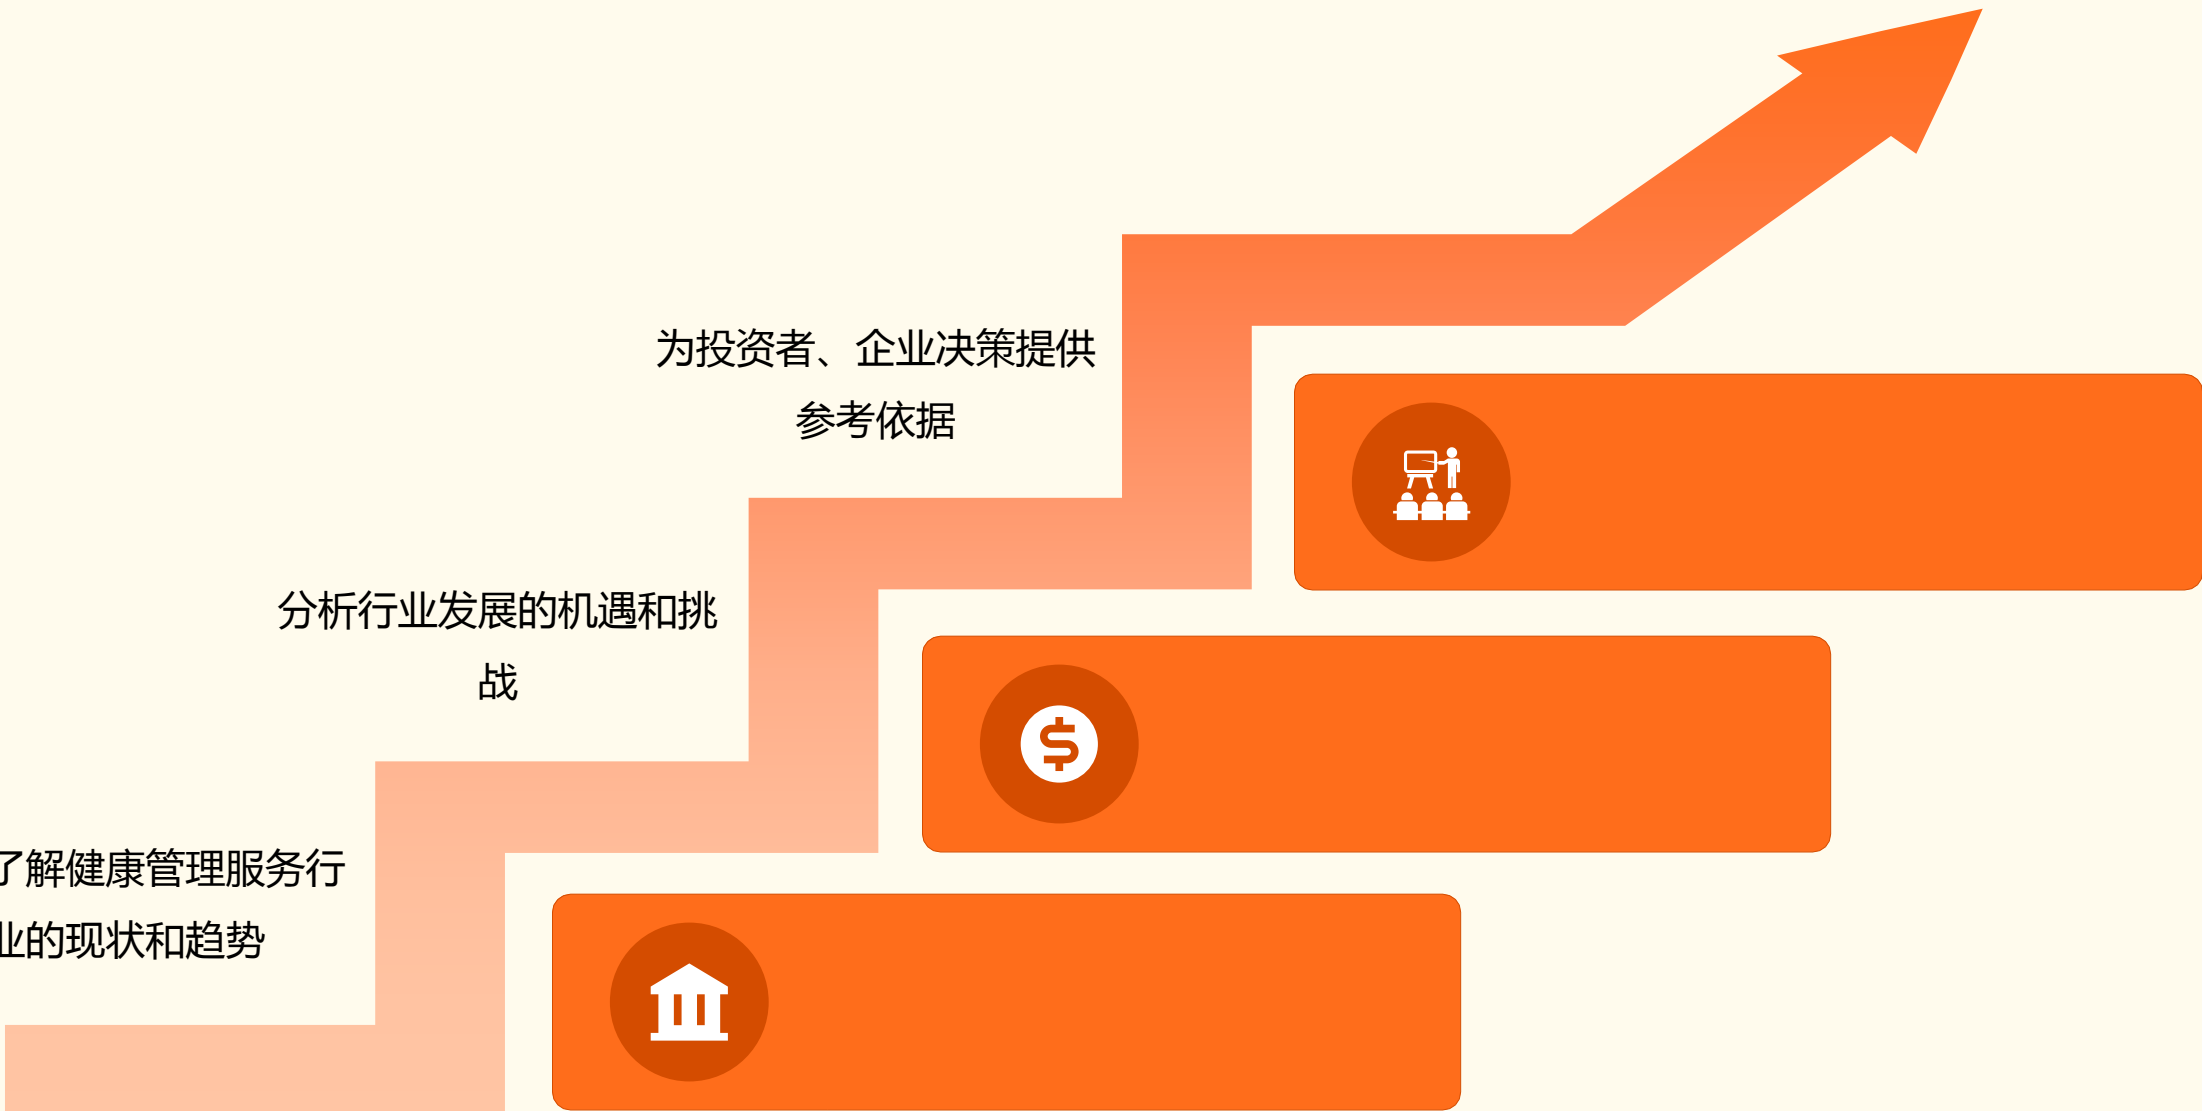 为投资者、企业决策提供
参考依据
分析行业发展的机遇和挑
战
了解健康管理服务行
业的现状和趋势